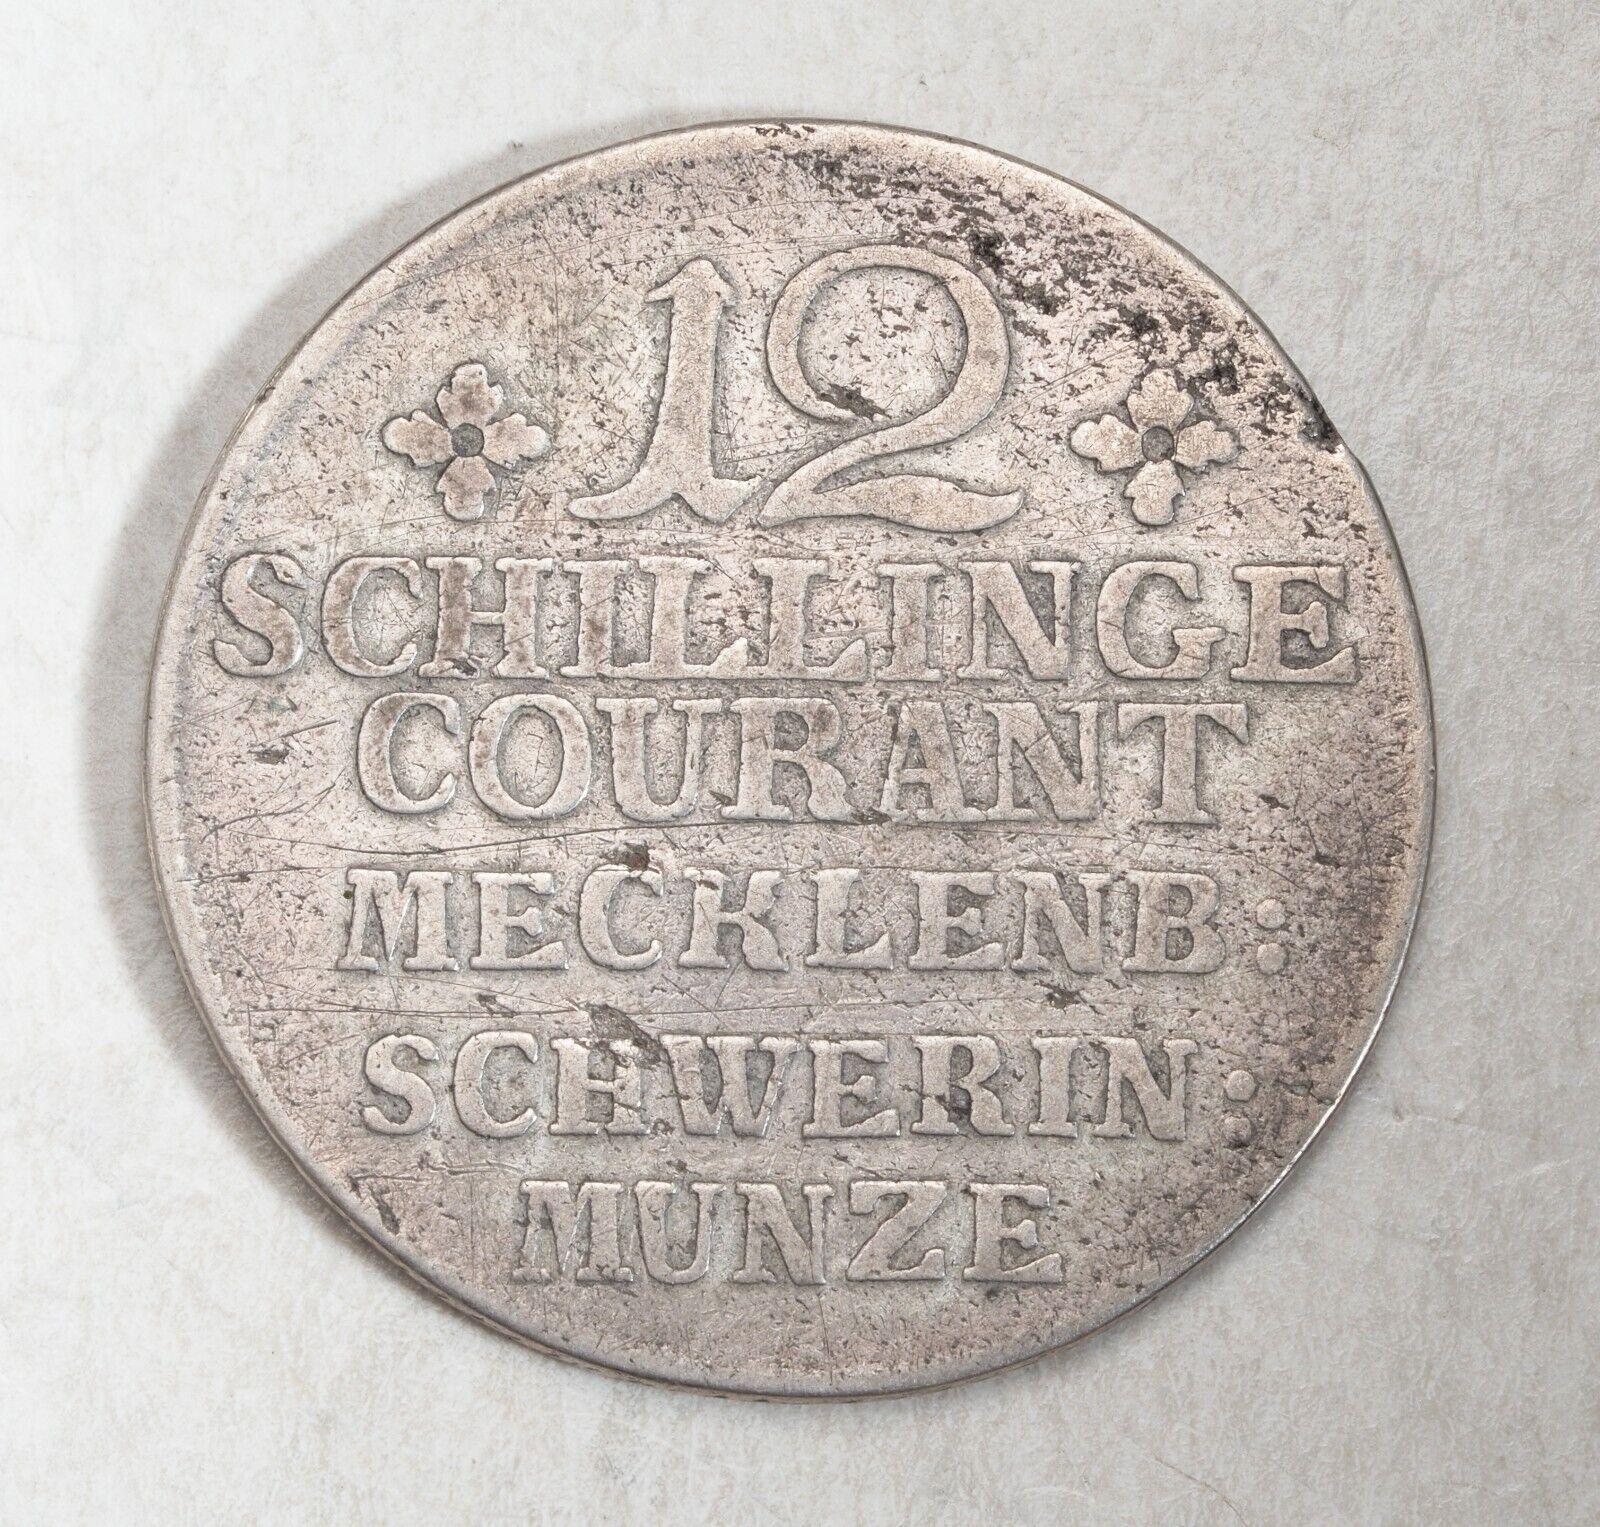 12
SCHILLINGE
COURANT
MECKLENB:
SCHWERIN:
MUNZE